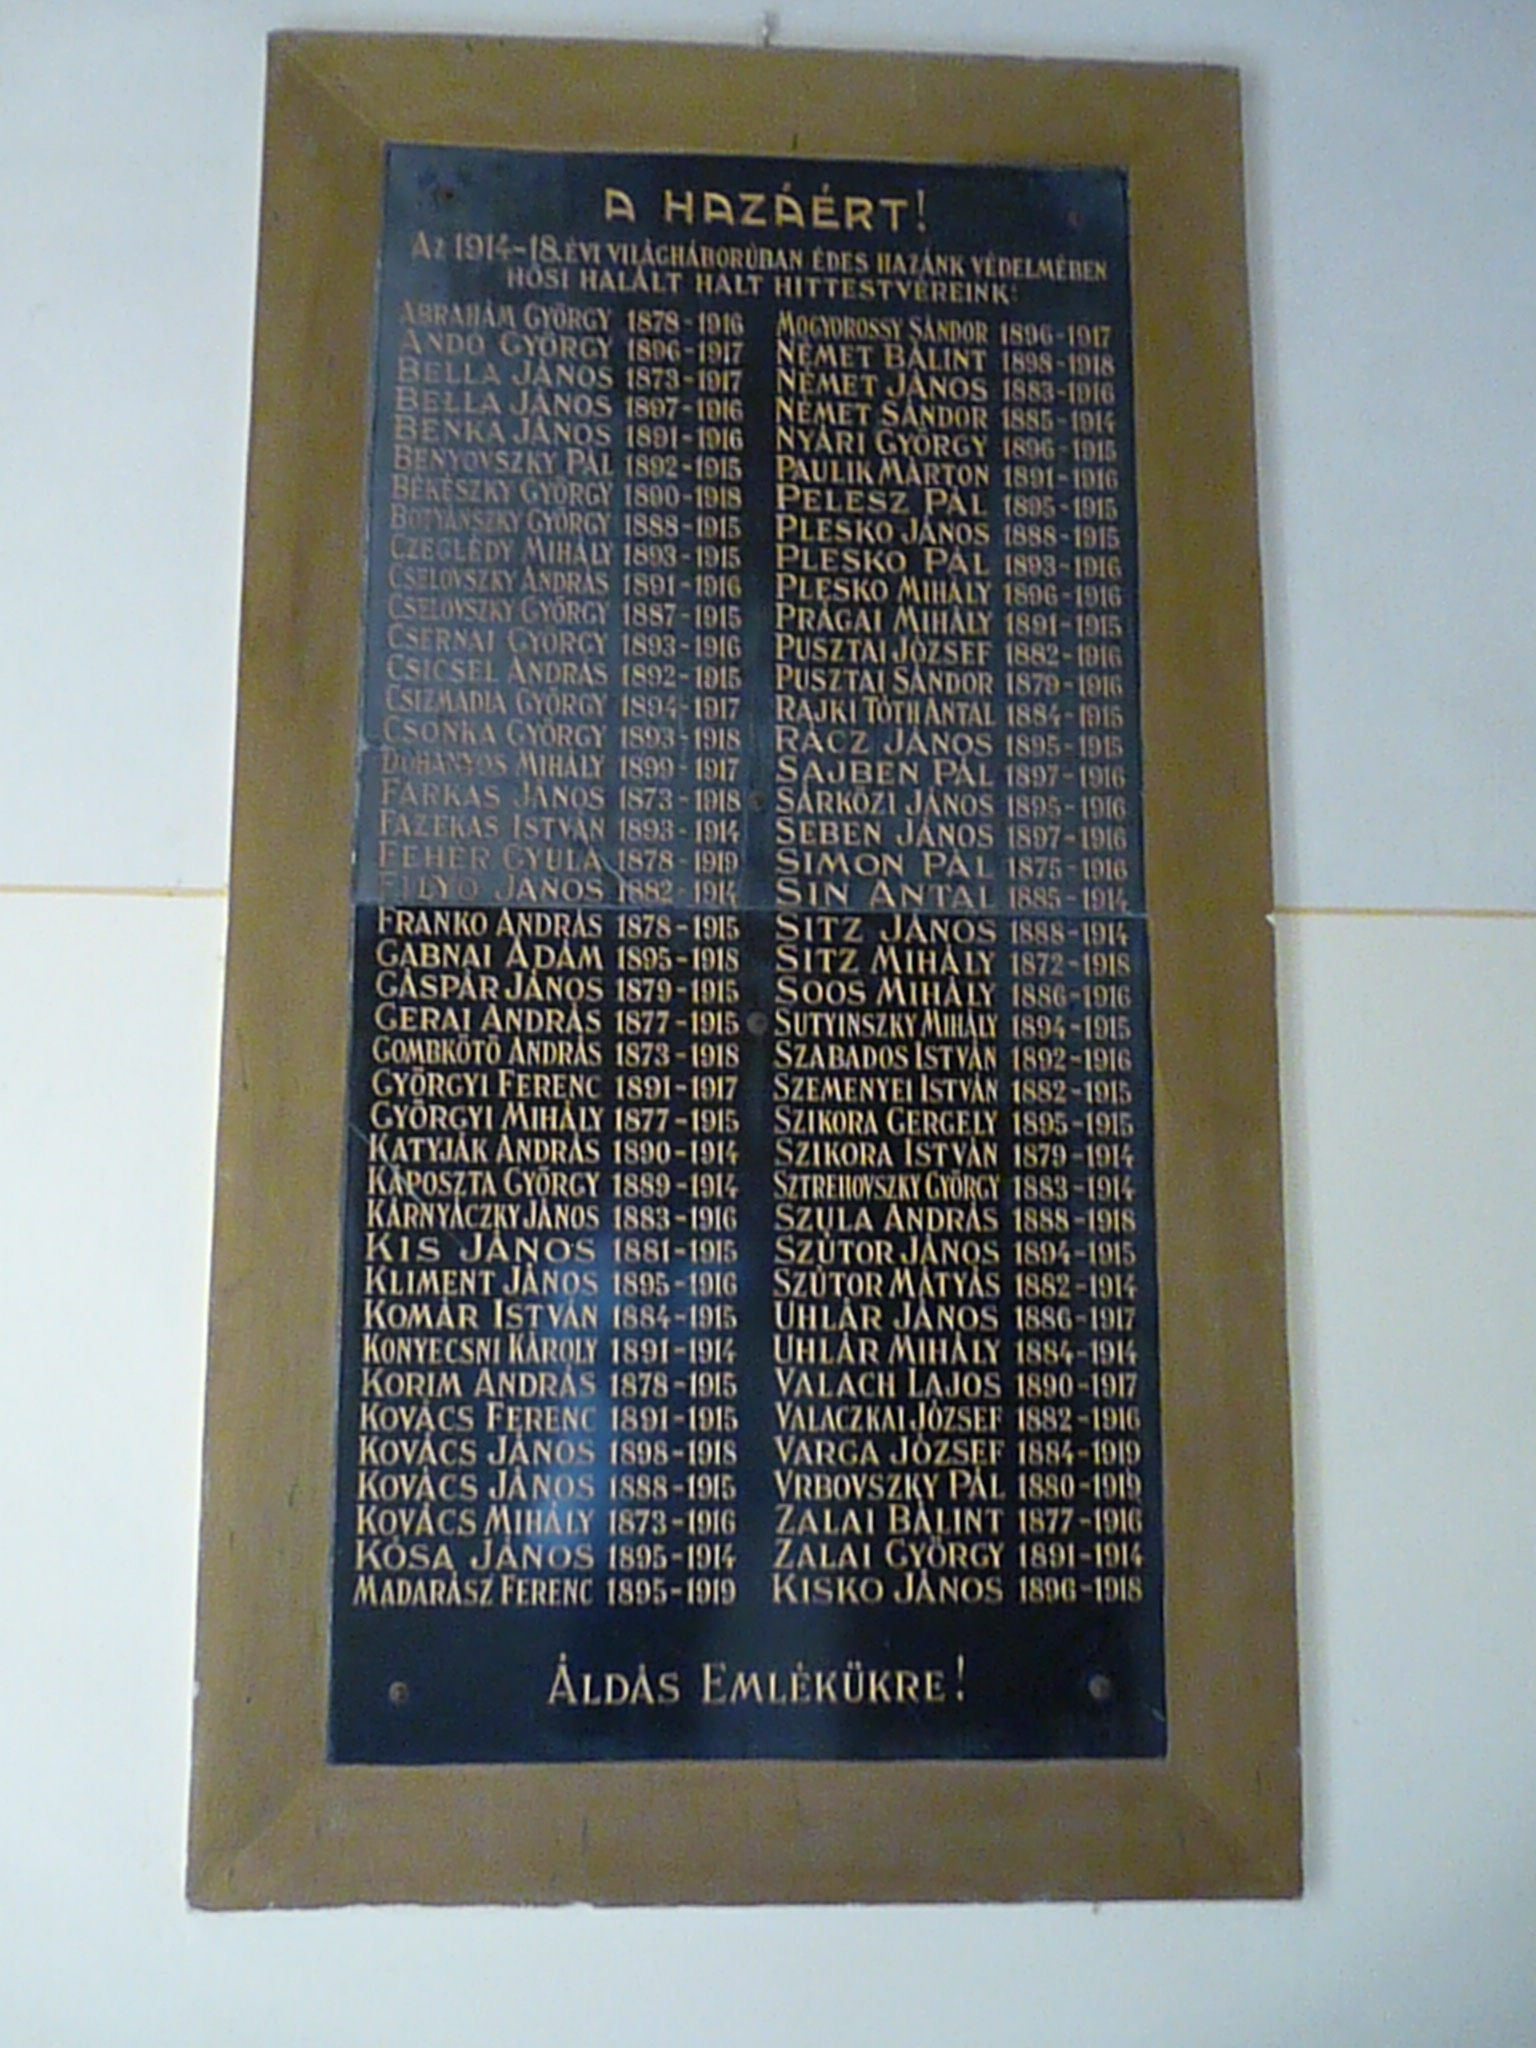 A HAZÁÉRT!
Az 1914-18. ÉVI VILÁGHÁBORÚBAN ÉDES HAZÁNK VÉDELMÉBEN
HŐSI HALÁLT HALT HITTESTVÉREINK:
ABRAHÁM GYÖRGY 1878-1916
ANDÓ GYÖRGY 1896-1917
BELLA JÁNOS 1873-1917
BELLA JÁNOS 1897-1916
BENKA JÁNOS 1891-1916
BENYOVSZKY PÁL 1892-1915
BÉKÉSZKY GYÖRGY 1890-1918
BOTYÁNSZKY GYÖRGY 1888-1915
CZEGLÉDY MIHÁLY 1893-1915
CSELOVSZKY ANDRÁS 1891-1916
CSELOVSZKY GYÖRGY 1887-1915
CSERNAI GYÖRGY 1893-1916
CSICSEL ANDRÁS 1892-1915
CSIZMADIA GYÖRGY 1894-1917
CSONKA GYÖRGY 1893-1918
DOHÁNYOS MIHÁLY 1899-1917
FARKAS JÁNOS 1873-1918
FAZEKAS ISTVÁN 1893-1914
FEHÉR GYULA 1878-1919
FILYÓ JÁNOS 1882-1914
FRANKO ANDRÁS 1878-1915
GABNAI ÁDÁM 1895-1918
GÁSPÁR JÁNOS 1879-1915
GERAI ANDRÁS 1877-1915
GOMBKÖTŐ ANDRÁS 1873-1918
GYÖRGYI FERENC 1891-1917
GYÖRGYI MIHÁLY 1877-1915
KATYJÁK ANDRÁS 1890-1914
KÁPOSZTA GYÖRGY 1889-1914
KÁRNYÁCZKY JÁNOS 1883-1916
KIS JÁNOS 1881-1915
KLIMENT JÁNOS 1895-1916
KOMÁR ISTVÁN 1884-1915
KONYECSNI KÁROLY 1891-1914
KORIM ANDRÁS 1878-1915
KOVÁCS FERENC 1891-1915
KOVÁCS JÁNOS 1898-1918
KOVÁCS JÁNOS 1888-1915
KOVÁCS MIHÁLY 1873-1916
KÓSA JÁNOS 1895-1914
MADARÁSZ FERENC 1895-1919
MOGYOROSSY SÁNDOR 1896-1917
NÉMET BÁLINT 1898-1918
NÉMET JÁNOS 1883-1916
NÉMET SÁNDOR 1885-1914
NYÁRI GYÖRGY 1896-1915
PAULIK MÁRTON 1891-1916
PELESZ PÁL 1895-1915
PLESKO JÁNOS 1888-1915
PLESKO PÁL 1893-1916
PLESKO MIHÁLY 1896-1916
PRÁGAI MIHÁLY 1891-1915
PUSZTAI JÓZSEF 1882-1916
PUSZTAI SÁNDOR 1879-1916
RAJKI TÓTH ANTAL 1884-1915
RÁCZ JÁNOS 1895-1915
SAJBEN PÁL 1897-1916
SÁRKÖZI JÁNOS 1895-1916
SEBEN JÁNOS 1897-1916
SIMON PÁL 1875-1916
SIN ANTAL 1885-1914
SITZ JÁNOS 1888-1914
SITZ MIHÁLY 1872-1918
SOOS MIHÁLY 1886-1916
SUTYINSZKY MIHÁLY 1894-1915
SZABADOS ISTVÁN 1892-1916
SZEMENYEI ISTVÁN 1882-1915
SZIKORA GERGELY 1895-1915
SZIKORA ISTVÁN 1879-1914
SZTREHOVSZKY GYÖRGY 1883-1914
SZULA ANDRÁS 1888-1918
SZÚTOR JÁNOS 1894-1915
SZÚTOR MÁTYÁS 1882-1914
UHLÁR JÁNOS 1886-1917
UHLÁR MIHÁLY 1884-1914
VALACH LAJOS 1890-1917
VALACZKAI JÓZSEF 1882-1916
VARGA JÓZSEF 1884-1919
VRBOVSZKY PÁL 1880-1919
ZALAI BÁLINT 1877-1916
ZALAI GYÖRGY 1891-1914
KISKO JÁNOS 1896-1918
ÁLDÁS EMLÉKÜKRE!